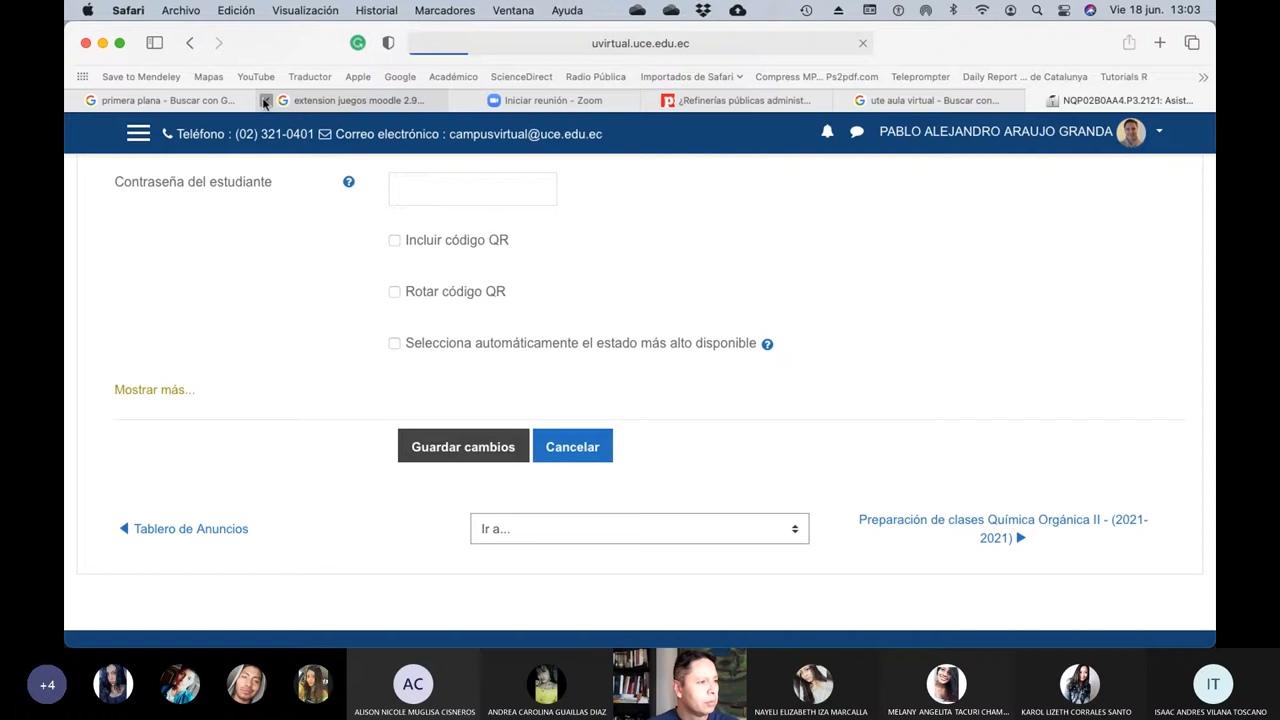 Safari Archivo Edición Visualización Historial Marcadores Ventana Ayuda Vie 18 jun. 13:03
uvirtual.uce.edu.ec
Save to Mendeley Mapas YouTube Traductor Apple Google Académico ScienceDirect Radio Pública Importados de Safari Compress MP... Ps2pdf.com Teleprompter Daily Report ... de Catalunya Tutorials R
primera plana - Buscar con G... extension juegos moodle 2.9... Iniciar reunión - Zoom ¿Refinerías públicas administ... ute aula virtual - Buscar con... NQP02B0AA4.P3.2121: Asist...
Teléfono : (02) 321-0401 Correo electrónico : campusvirtual@uce.edu.ec PABLO ALEJANDRO ARAUJO GRANDA
Contraseña del estudiante
Incluir código QR
Rotar código QR
Selecciona automáticamente el estado más alto disponible
Mostrar más...
Guardar cambios Cancelar
Tablero de Anuncios Ir a... Preparación de clases Química Orgánica II - (2021-
2021)
+4 AC IT
ALISON NICOLE MUGLISA CISNEROS ANDREA CAROLINA GUAILLAS DIAZ NAYELI ELIZABETH IZA MARCALLA MELANY ANGELITA TACURI CHAM... KAROL LIZETH CORRALES SANTO ISAAC ANDRES VILANA TOSCANO